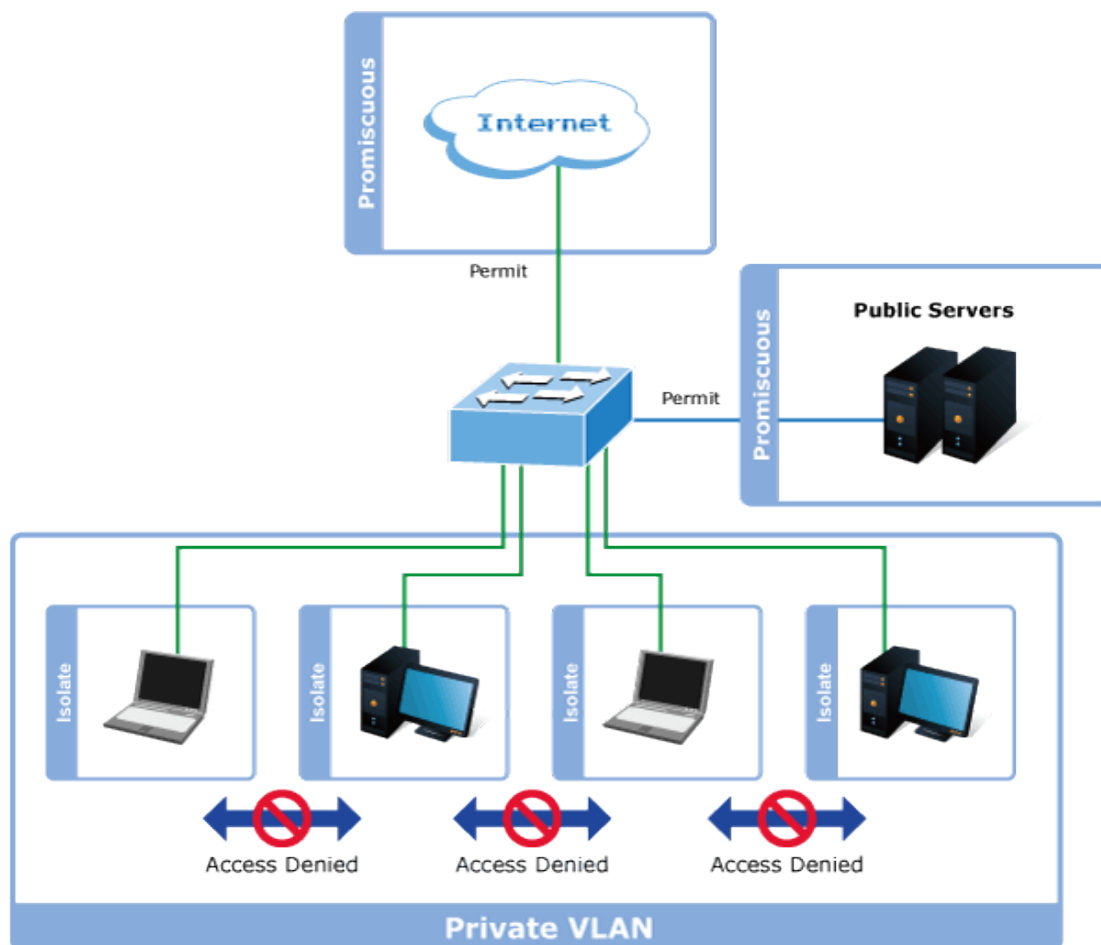 Promiscuous
Internet
Permit
Promiscuous
Public Servers
Permit
Isolate
Isolate
Isolate
Isolate
Access Denied
Access Denied
Access Denied
Private VLAN